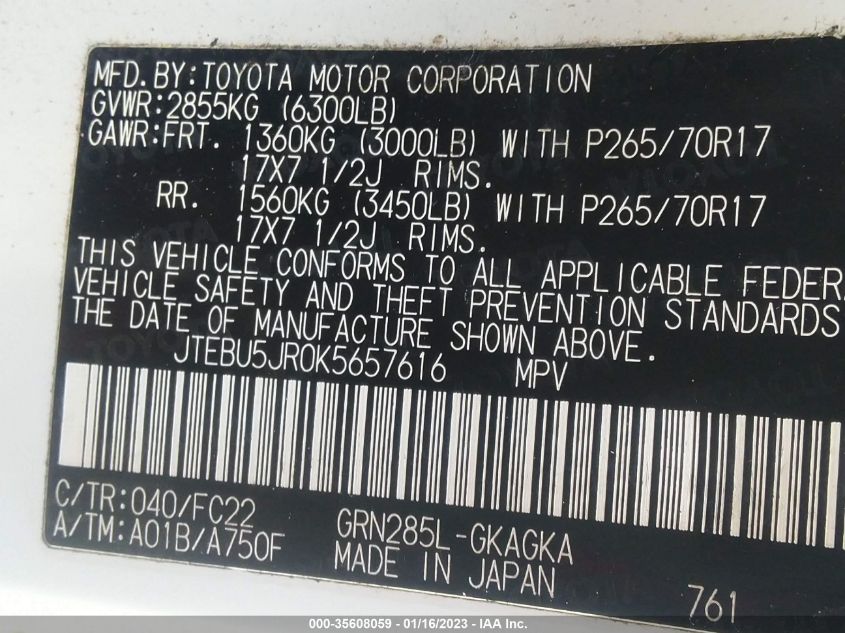 MFD. BY: TOYOTA MOTOR CORPORATION
GVWR: 2855KG (6300LB)
GAWR: FRT. 1360KG (3000LB) WITH P265/70R17
17X7 1/2J RIMS.
RR. 1560KG (3450LB) WITH P265/70R17
17X7 1/2J RIMS.
THIS VEHICLE CONFORMS TO ALL APPLICABLE FEDER
VEHICLE SAFETY AND THEFT PREVENTION STANDARDS
THE DATE OF MANUFACTURE SHOWN ABOVE.
JTEBU5JR0K5657616 MPV
C/TR: 040/FC22
A/TM: A01B/A750F
GRN285L-GKAGKA
MADE IN JAPAN
761
000-35608059 - 01/16/2023 - IAA Inc.